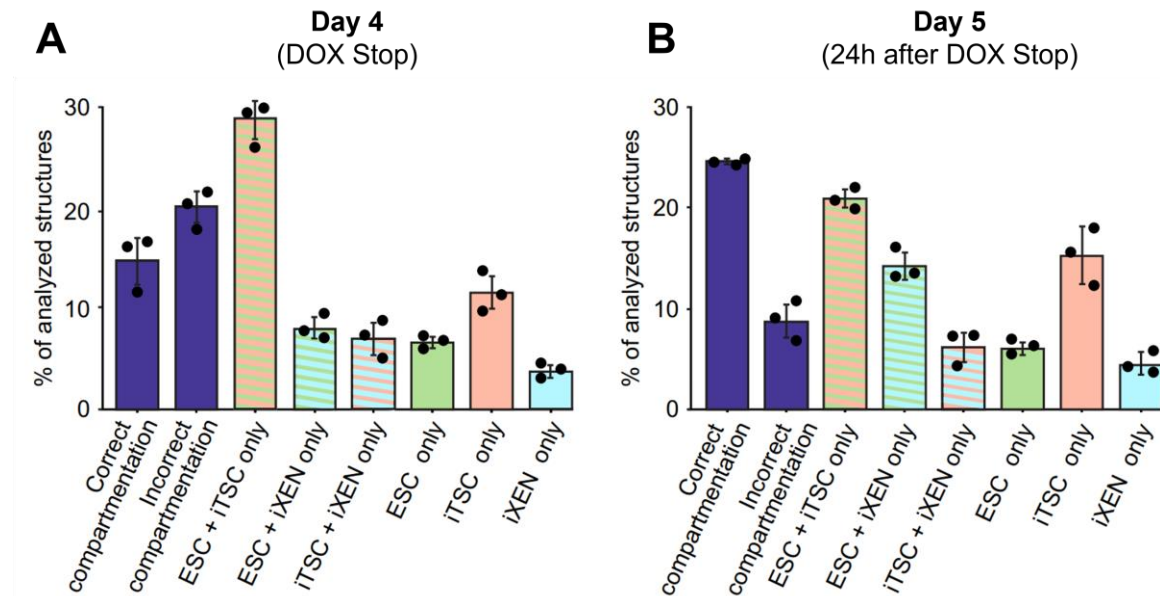 A
Day 4
(DOX Stop)
% of analyzed structures
30
20
10
0
Correct
compartmentation
Incorrect
compartmentation
ESC + iTSC only
ESC + iXEN only
iTSC + iXEN only
ESC only
iTSC only
iXEN only
B
Day 5
(24h after DOX Stop)
% of analyzed structures
30
20
10
0
Correct
compartmentation
Incorrect
compartmentation
ESC + iTSC only
ESC + iXEN only
iTSC + iXEN only
ESC only
iTSC only
iXEN only